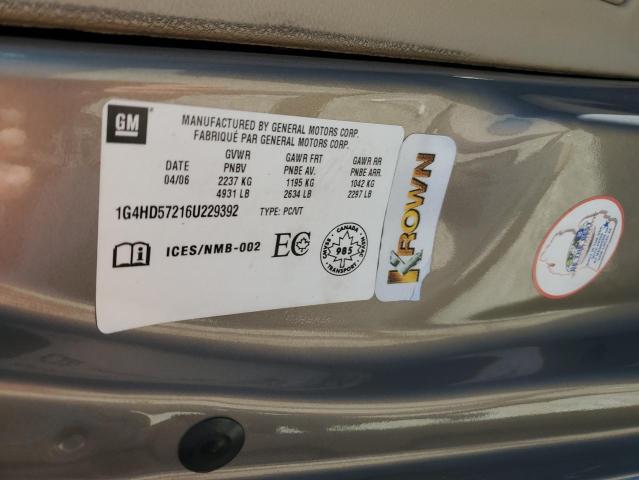 GM
MANUFACTURED BY GENERAL MOTORS CORP.
FABRIQUÉ PAR GENERAL MOTORS CORP.
GVWR GAWR FRT GAWR RR
DATE PNBV PNBE AV. PNBE ARR.
04/06 2237 KG 1195 KG 1042 KG
4931 LB 2634 LB 2297 LB
1G4HD57216U229392 TYPE: PC/VT
ICES/NMB-002 EC
CANADA
985
TRANSPORT
KROWN